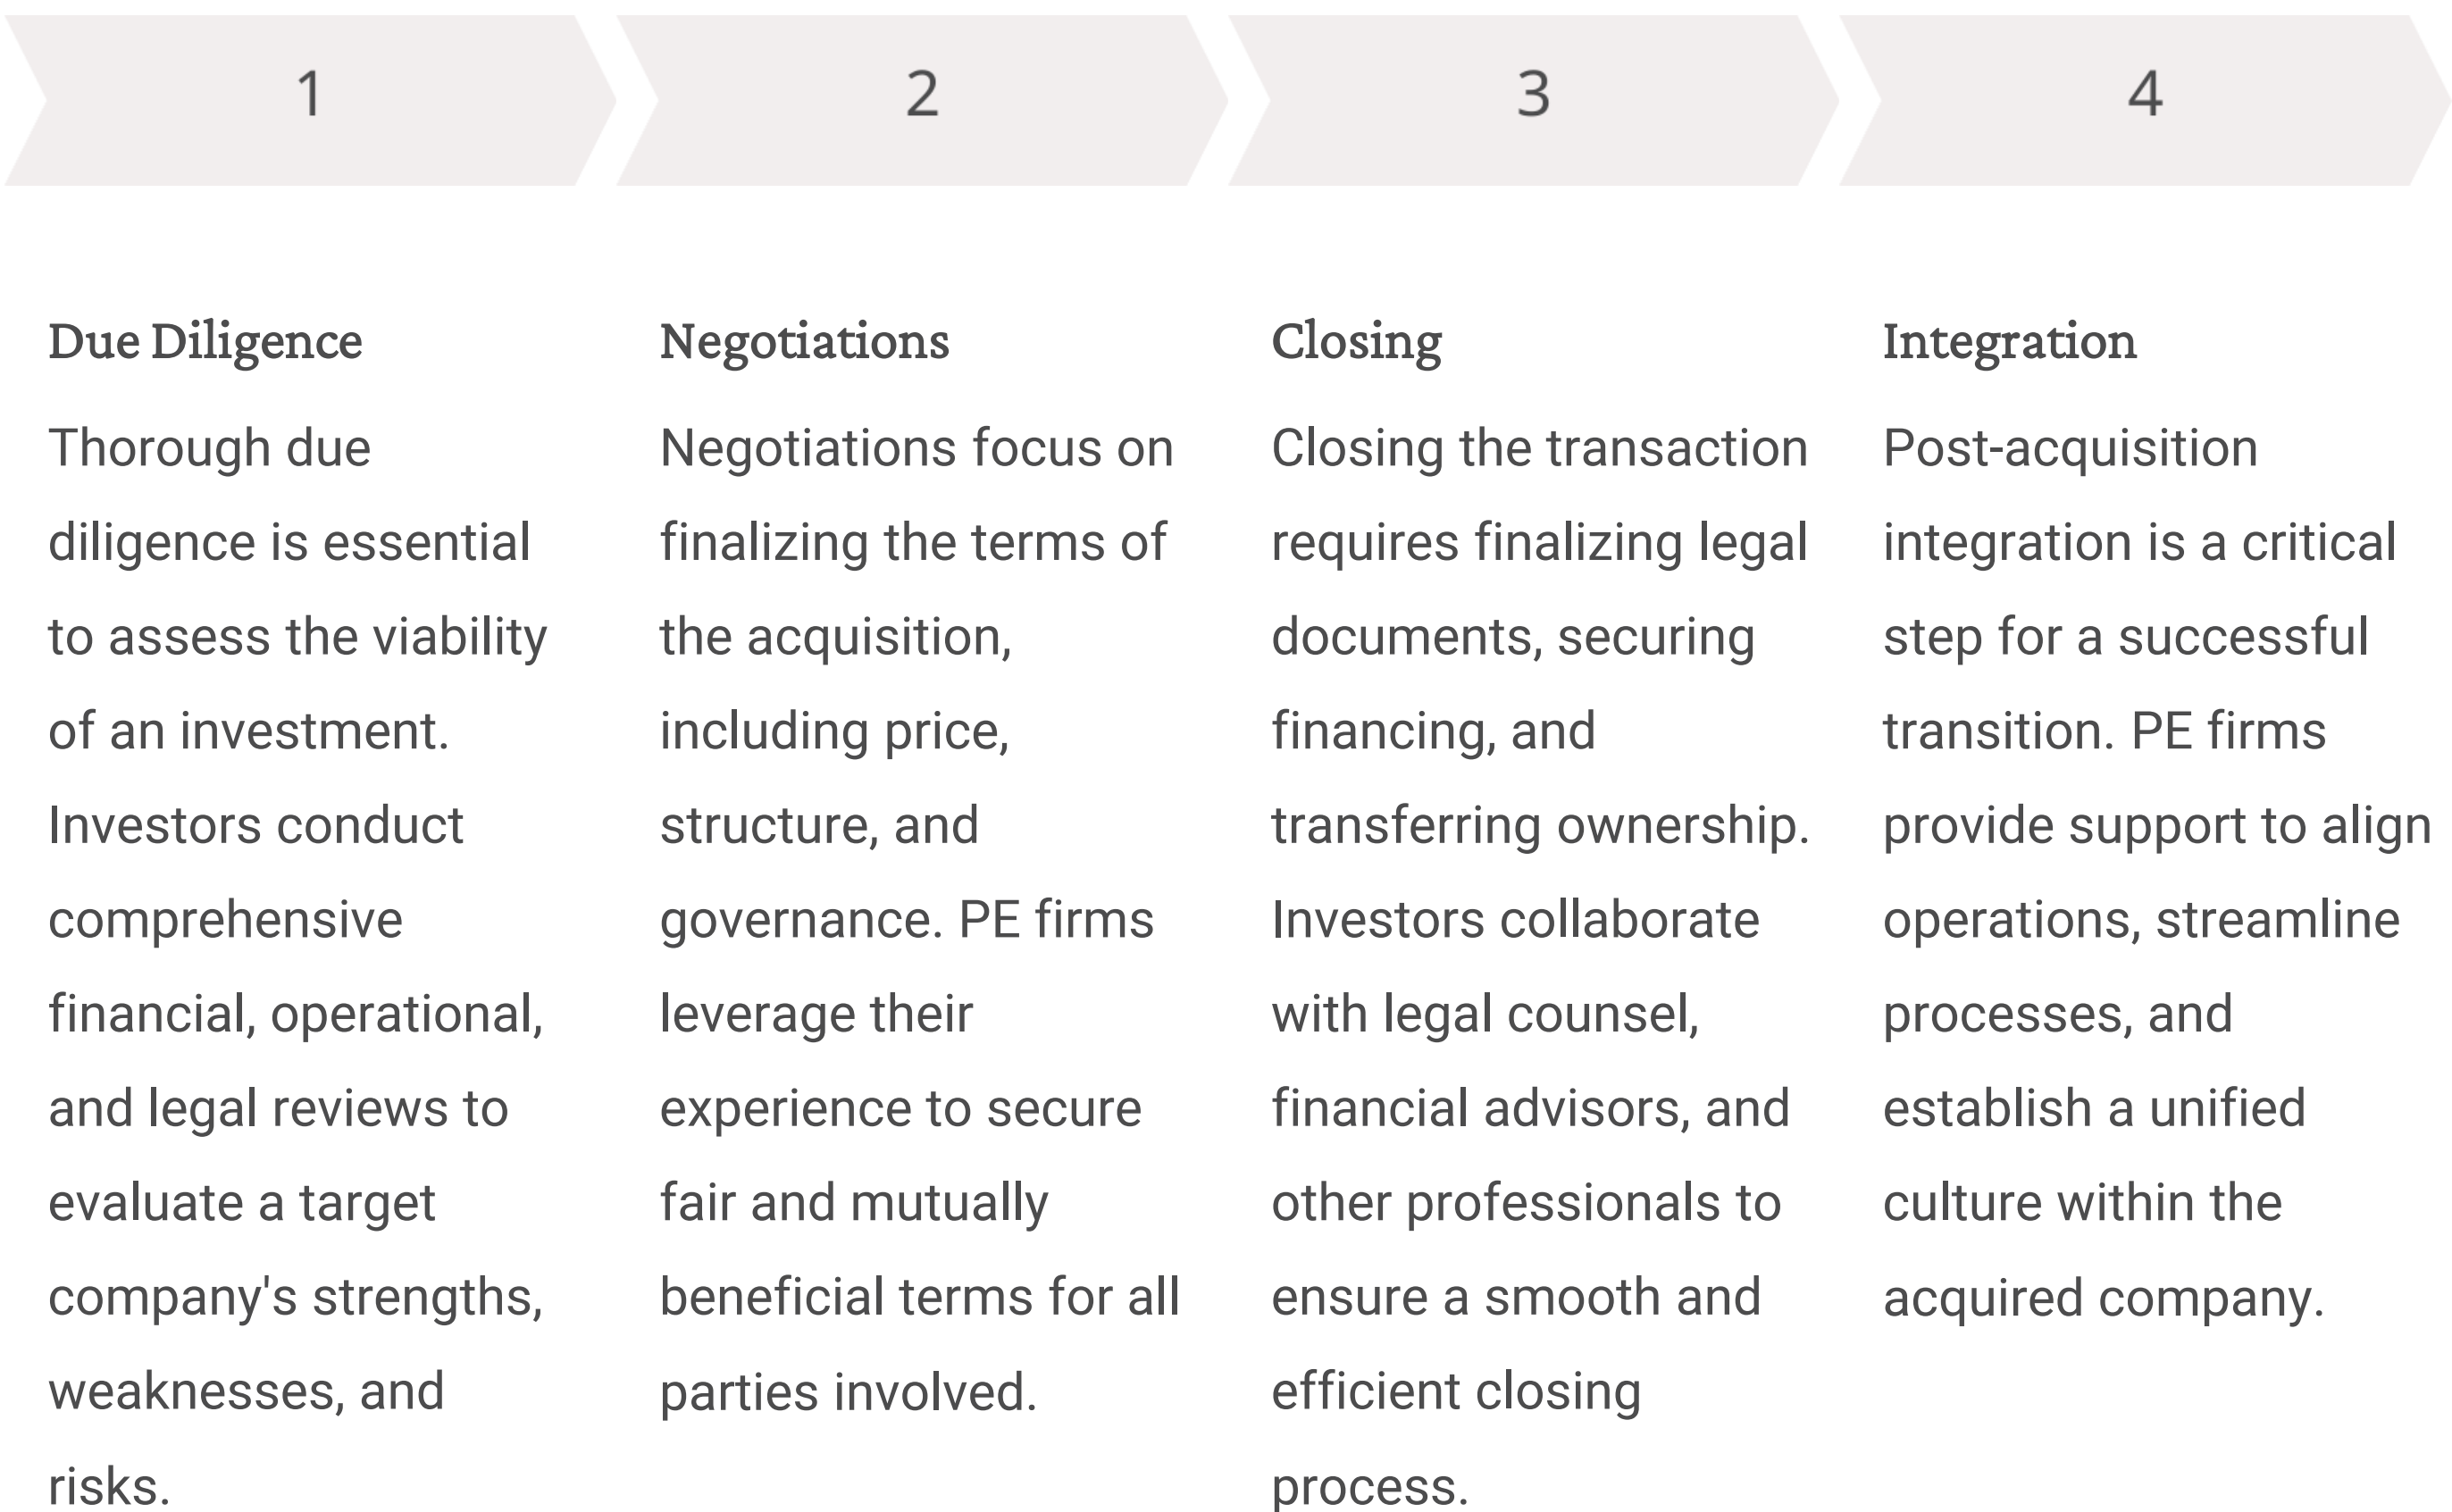 1
2
3
4
Due Diligence
Thorough due
diligence is essential
to assess the viability
of an investment.
Investors conduct
comprehensive
financial, operational,
and legal reviews to
evaluate a target
company's strengths,
weaknesses, and
risks.
Negotiations
Negotiations focus on
finalizing the terms of
the acquisition,
including price,
structure, and
governance. PE firms
leverage their
experience to secure
fair and mutually
beneficial terms for all
parties involved.
Closing
Closing the transaction
requires finalizing legal
documents, securing
financing, and
transferring ownership.
Investors collaborate
with legal counsel,
financial advisors, and
other professionals to
ensure a smooth and
efficient closing
process.
Integration
Post-acquisition
integration is a critical
step for a successful
transition. PE firms
provide support to align
operations, streamline
processes, and
establish a unified
culture within the
acquired company.